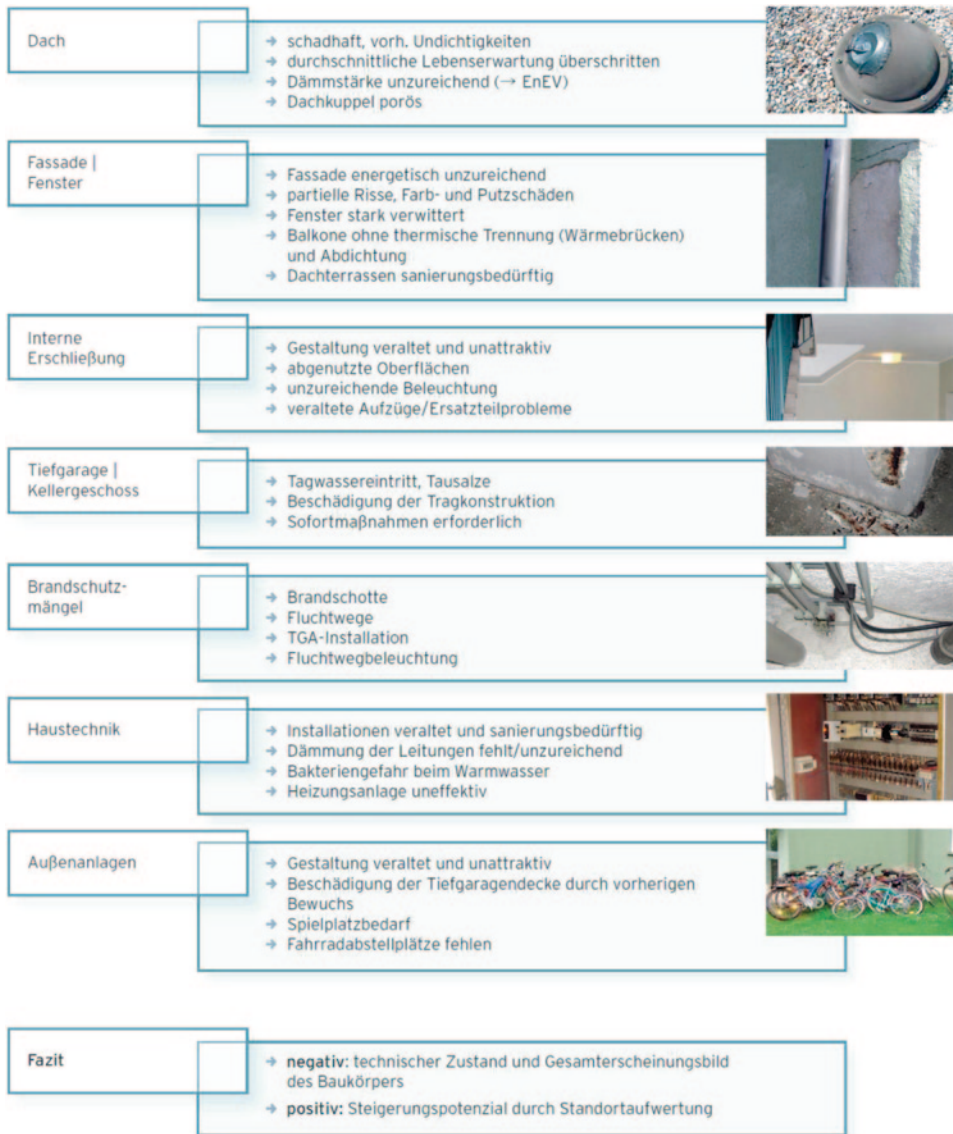 Dach
→ schadhaft, vorh. Undichtigkeiten
→ durchschnittliche Lebenserwartung überschritten
→ Dämmstärke unzureichend (→ EnEV)
→ Dachkuppel porös
Fassade |
Fenster
→ Fassade energetisch unzureichend
→ partielle Risse, Farb- und Putzschäden
→ Fenster stark verwittert
→ Balkone ohne thermische Trennung (Wärmebrücken)
und Abdichtung
→ Dachterrassen sanierungsbedürftig
Interne
Erschließung
→ Gestaltung veraltet und unattraktiv
→ abgenutzte Oberflächen
→ unzureichende Beleuchtung
→ veraltete Aufzüge/Ersatzteilprobleme
Tiefgarage |
Kellergeschoss
→ Tagwassereintritt, Tausalze
→ Beschädigung der Tragkonstruktion
→ Sofortmaßnahmen erforderlich
Brandschutz-
mängel
→ Brandschotte
→ Fluchtwege
→ TGA-Installation
→ Fluchtwegbeleuchtung
Haustechnik
→ Installationen veraltet und sanierungsbedürftig
→ Dämmung der Leitungen fehlt/unzureichend
→ Bakteriengefahr beim Warmwasser
→ Heizungsanlage uneffektiv
Außenanlagen
→ Gestaltung veraltet und unattraktiv
→ Beschädigung der Tiefgaragendecke durch vorherigen
Bewuchs
→ Spielplatzbedarf
→ Fahrradabstellplätze fehlen
Fazit
→ negativ: technischer Zustand und Gesamterscheinungsbild
des Baukörpers
→ positiv: Steigerungspotenzial durch Standortaufwertung